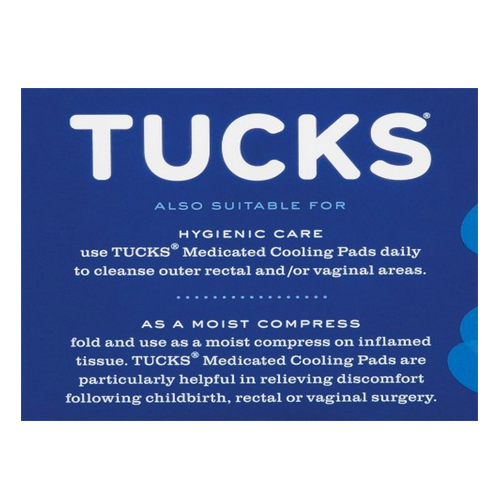 TUCKS®
ALSO SUITABLE FOR
HYGIENIC CARE
use TUCKS® Medicated Cooling Pads daily
to cleanse outer rectal and/or vaginal areas.
AS A MOIST COMPRESS
fold and use as a moist compress on inflamed
tissue. TUCKS® Medicated Cooling Pads are
particularly helpful in relieving discomfort
following childbirth, rectal or vaginal surgery.